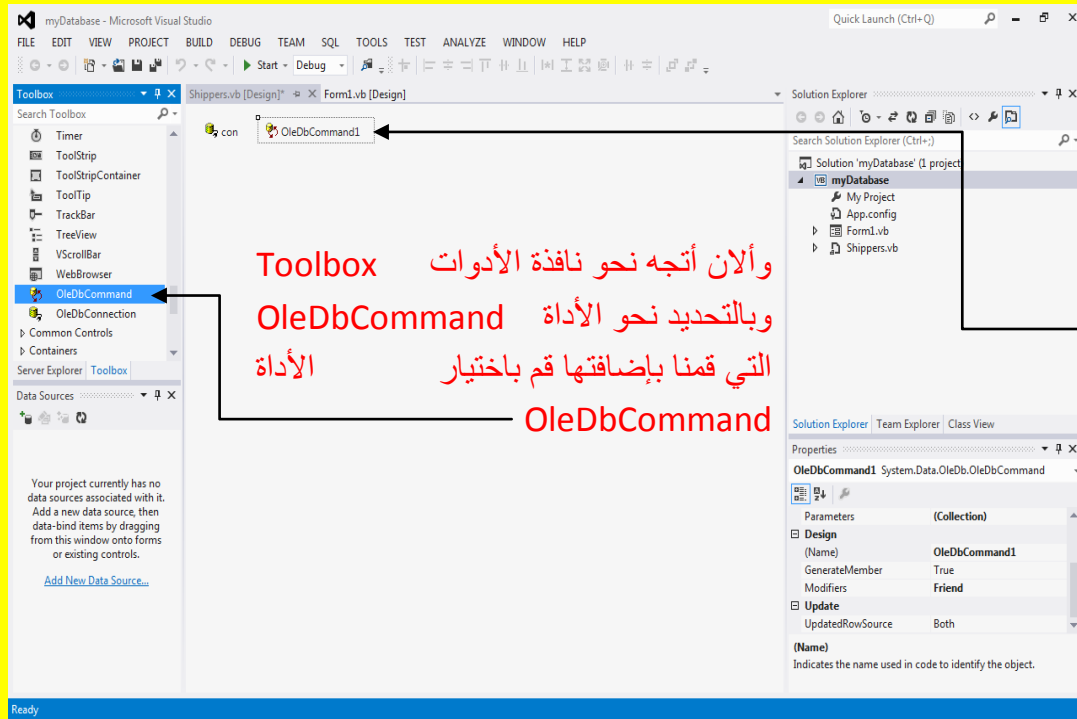 myDatabase - Microsoft Visual Studio
Quick Launch (Ctrl+Q)
FILE EDIT VIEW PROJECT BUILD DEBUG TEAM SQL TOOLS TEST ANALYZE WINDOW HELP
Start - Debug
Toolbox
Search Toolbox
Timer
ToolStrip
ToolStripContainer
ToolTip
TrackBar
TreeView
VScrollBar
WebBrowser
OleDbCommand
OleDbConnection
Common Controls
Containers
Server Explorer Toolbox
Data Sources
Your project currently has no
data sources associated with it.
Add a new data source, then
data-bind items by dragging
from this window onto forms
or existing controls.
Add New Data Source...
Shippers.vb [Design]* Form1.vb [Design]
con OleDbCommand1
وألان أتجه نحو نافذة الأدوات Toolbox
وبالتحديد نحو الأداة OleDbCommand
التي قمنا بإضافتها قم باختيار الأداة
OleDbCommand
Solution Explorer
Search Solution Explorer (Ctrl+;)
Solution 'myDatabase' (1 project
VB myDatabase
My Project
App.config
Form1.vb
Shippers.vb
Solution Explorer Team Explorer Class View
Properties
OleDbCommand1 System.Data.OleDb.OleDbCommand
Parameters (Collection)
Design
(Name) OleDbCommand1
GenerateMember True
Modifiers Friend
Update
UpdatedRowSource Both
(Name)
Indicates the name used in code to identify the object.
Ready